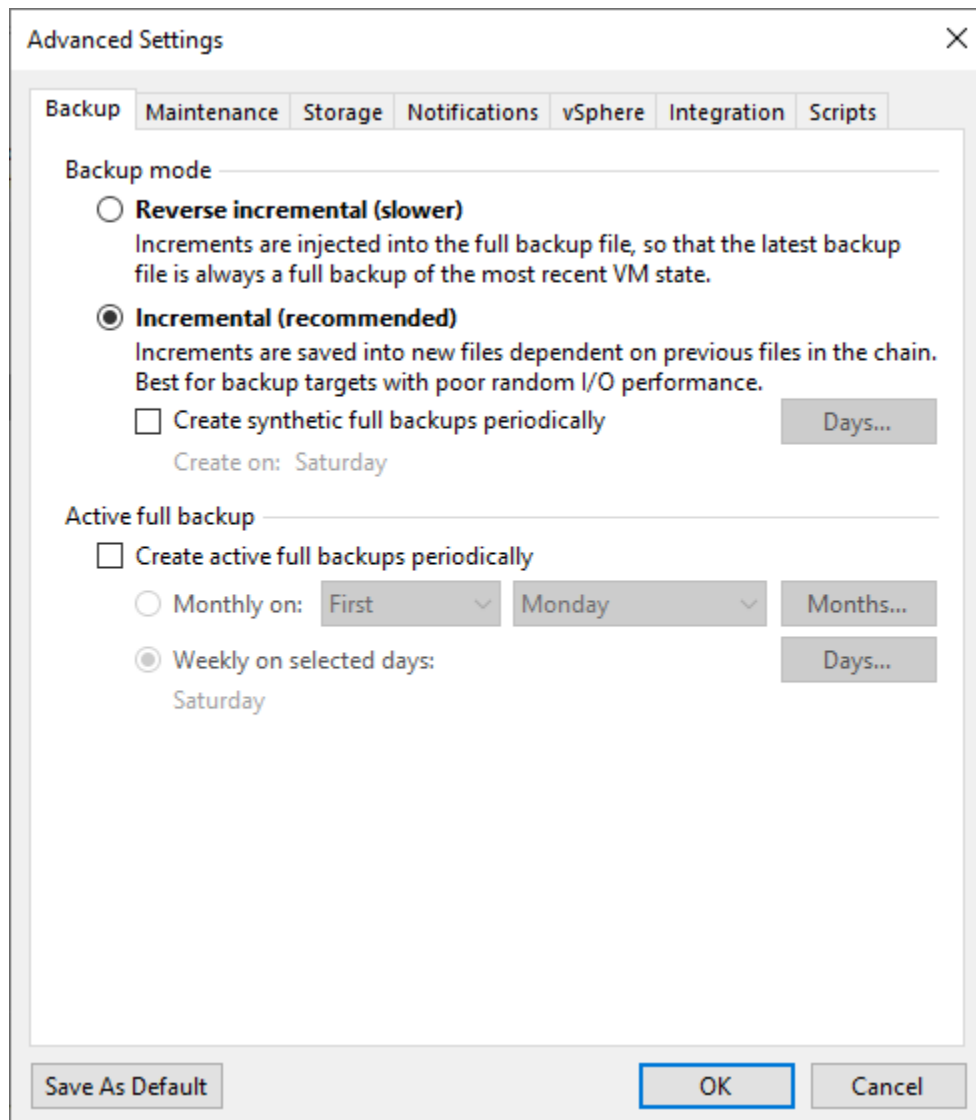 Advanced Settings
Backup Maintenance Storage Notifications vSphere Integration Scripts
Backup mode
Reverse incremental (slower)
Increments are injected into the full backup file, so that the latest backup
file is always a full backup of the most recent VM state.
Incremental (recommended)
Increments are saved into new files dependent on previous files in the chain.
Best for backup targets with poor random I/O performance.
Create synthetic full backups periodically Days...
Create on: Saturday
Active full backup
Create active full backups periodically
Monthly on: First Monday Months...
Weekly on selected days: Days...
Saturday
Save As Default OK Cancel